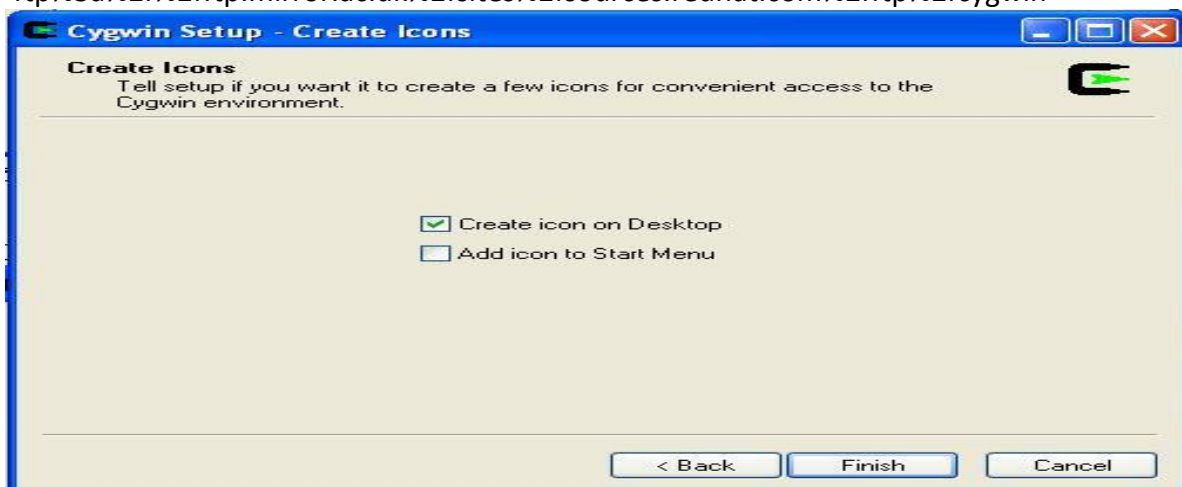 Cygwin Setup - Create Icons
Create Icons
Tell setup if you want it to create a few icons for convenient access to the
Cygwin environment.
Create icon on Desktop
Add icon to Start Menu
< Back Finish Cancel